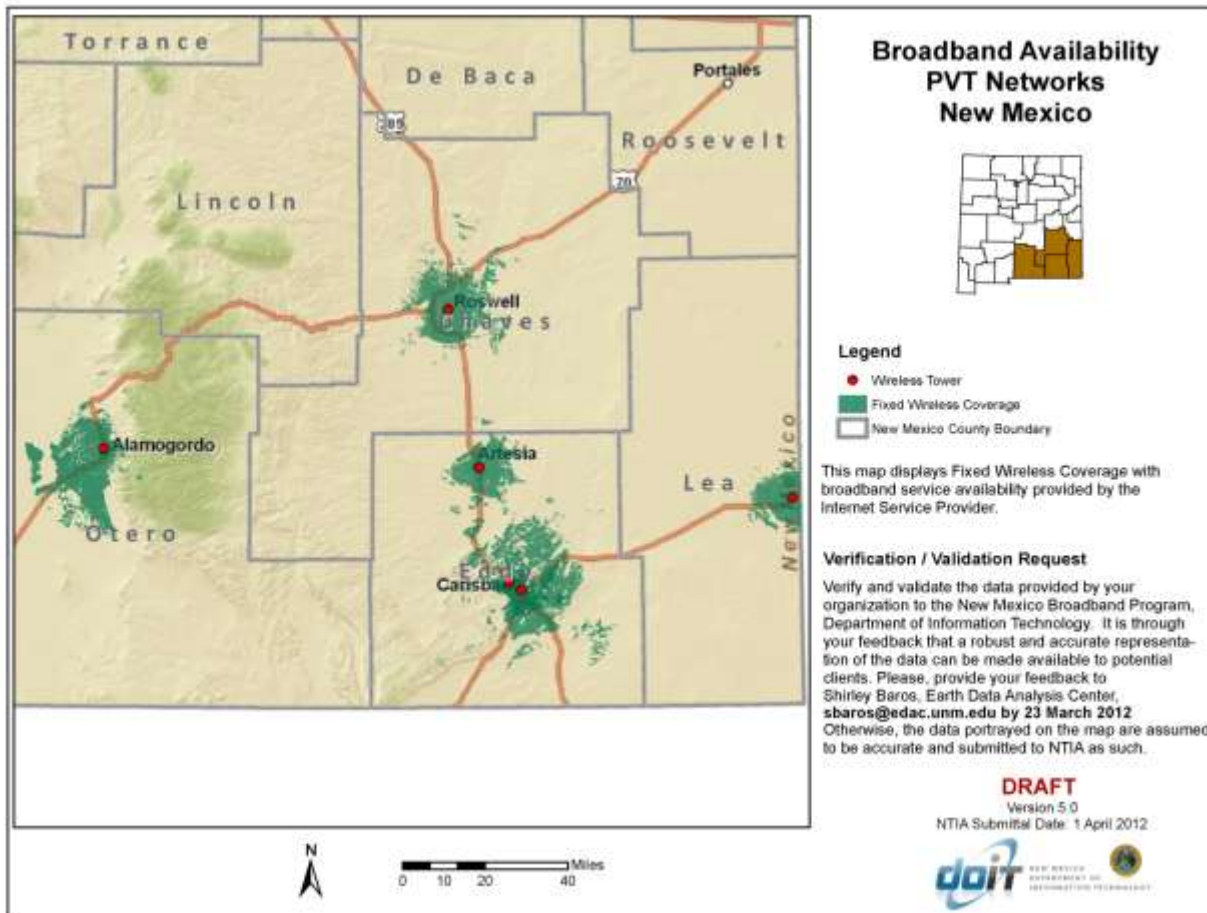 Broadband Availability
PVT Networks
New Mexico
Torrance
De Baca
Portales
285
Roosevelt
70
Lincoln
Roswell
Chaves
Alamogordo
Artesia
Lea
New Mexico
Otero
Eddy
Legend
Wireless Tower
Fixed Wireless Coverage
New Mexico County Boundary
This map displays Fixed Wireless Coverage with
broadband service availability provided by the
Internet Service Provider.
Verification / Validation Request
Verify and validate the data provided by your
organization to the New Mexico Broadband Program,
Department of Information Technology. It is through
your feedback that a robust and accurate representa-
tion of the data can be made available to potential
clients. Please, provide your feedback to
Shirley Baros, Earth Data Analysis Center,
sbaros@edac.unm.edu by 23 March 2012
Otherwise, the data portrayed on the map are assumed
to be accurate and submitted to NTIA as such.
DRAFT
Version 5.0
NTIA Submittal Date: 1 April 2012
N
Miles
0 10 20 40
doit
NEW MEXICO
DEPARTMENT OF
INFORMATION TECHNOLOGY